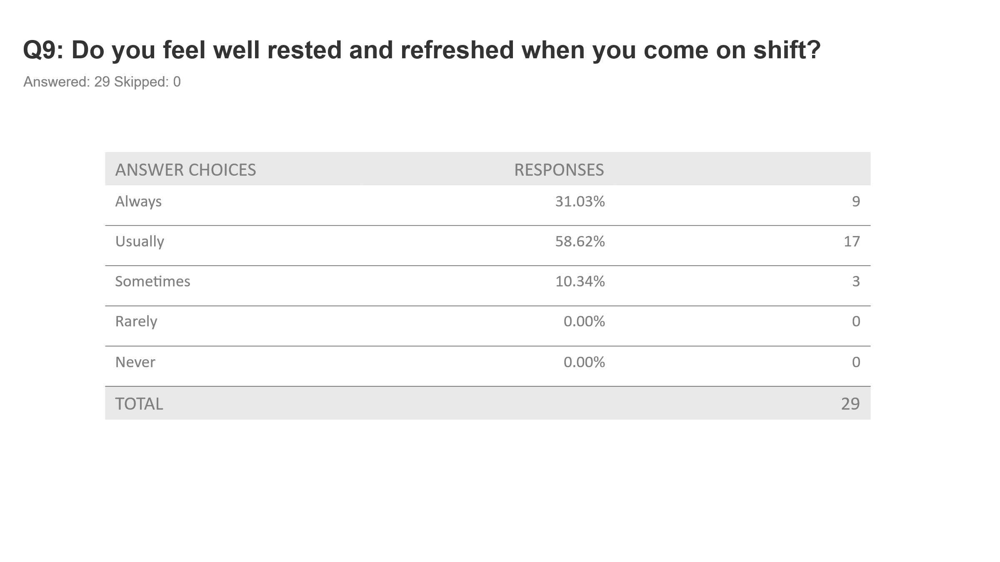 Q9: Do you feel well rested and refreshed when you come on shift?
Answered: 29 Skipped: 0
ANSWER CHOICES RESPONSES
Always 31.03% 9
Usually 58.62% 17
Sometimes 10.34% 3
Rarely 0.00% 0
Never 0.00% 0
TOTAL 29